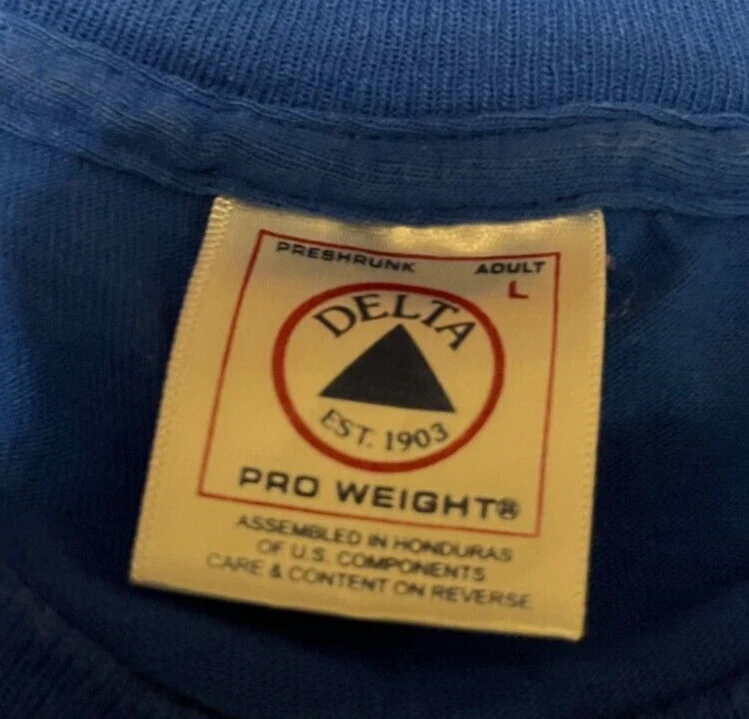 PRESHRUNK ADULT
L
DELTA
EST. 1903
PRO WEIGHT®
ASSEMBLED IN HONDURAS
OF U.S. COMPONENTS
CARE & CONTENT ON REVERSE